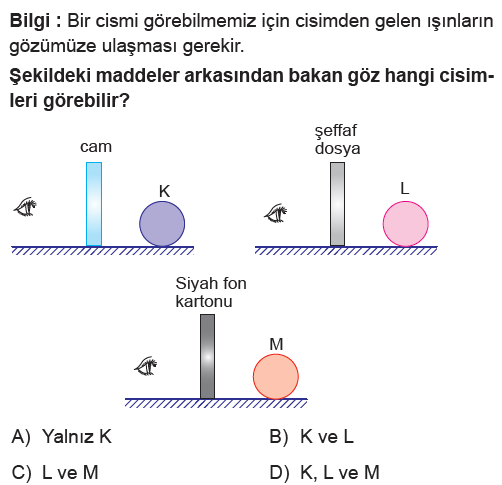 Bilgi : Bir cismi görebilmemiz için cisimden gelen ışınların
gözümüze ulaşması gerekir.
Şekildeki maddeler arkasından bakan göz hangi cisim-
leri görebilir?
cam
K
şeffaf
dosya
L
Siyah fon
kartonu
M
A) Yalnız K
B) K ve L
C) L ve M
D) K, L ve M